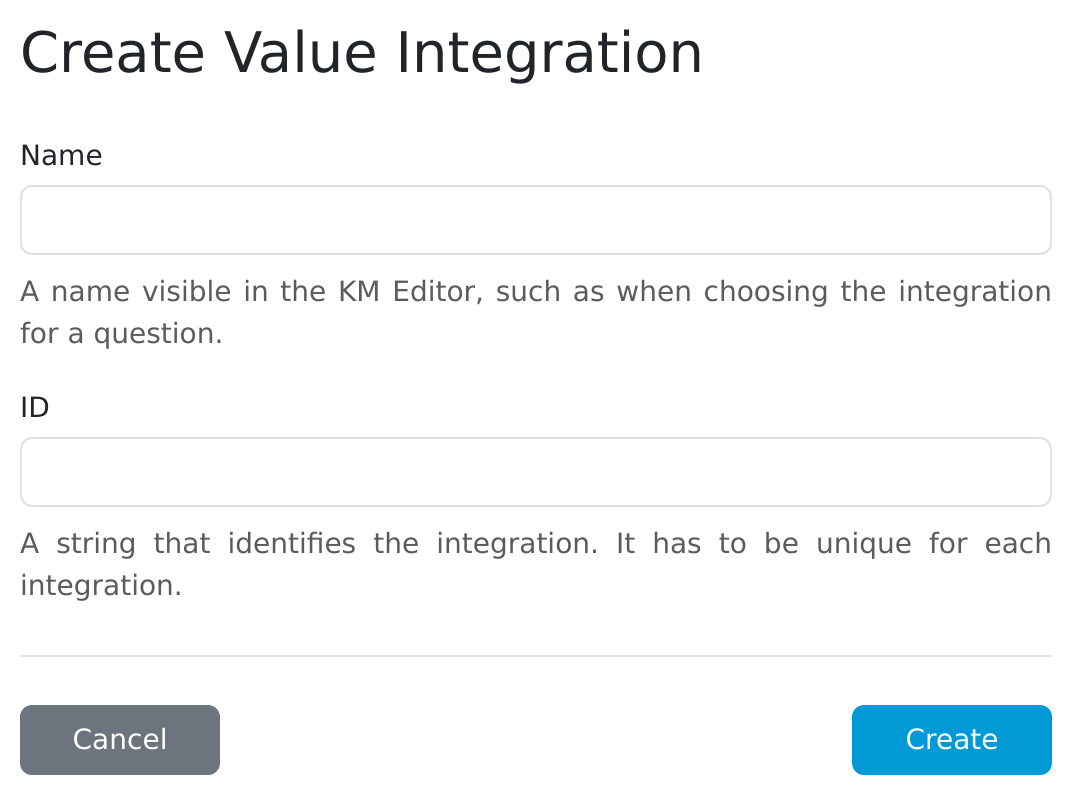 Create Value Integration
Name
A name visible in the KM Editor, such as when choosing the integration
for a question.
ID
A string that identifies the integration. It has to be unique for each
integration.
Cancel
Create